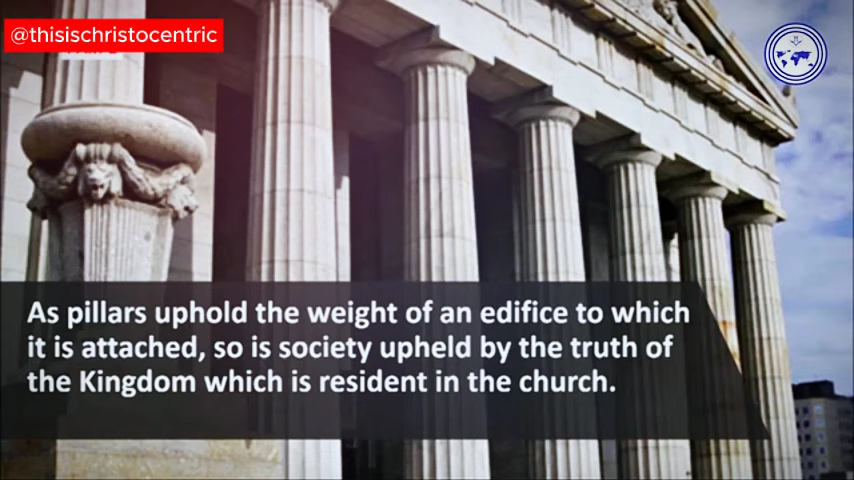 @thisischristocentric
As pillars uphold the weight of an edifice to which
it is attached, so is society upheld by the truth of
the Kingdom which is resident in the church.